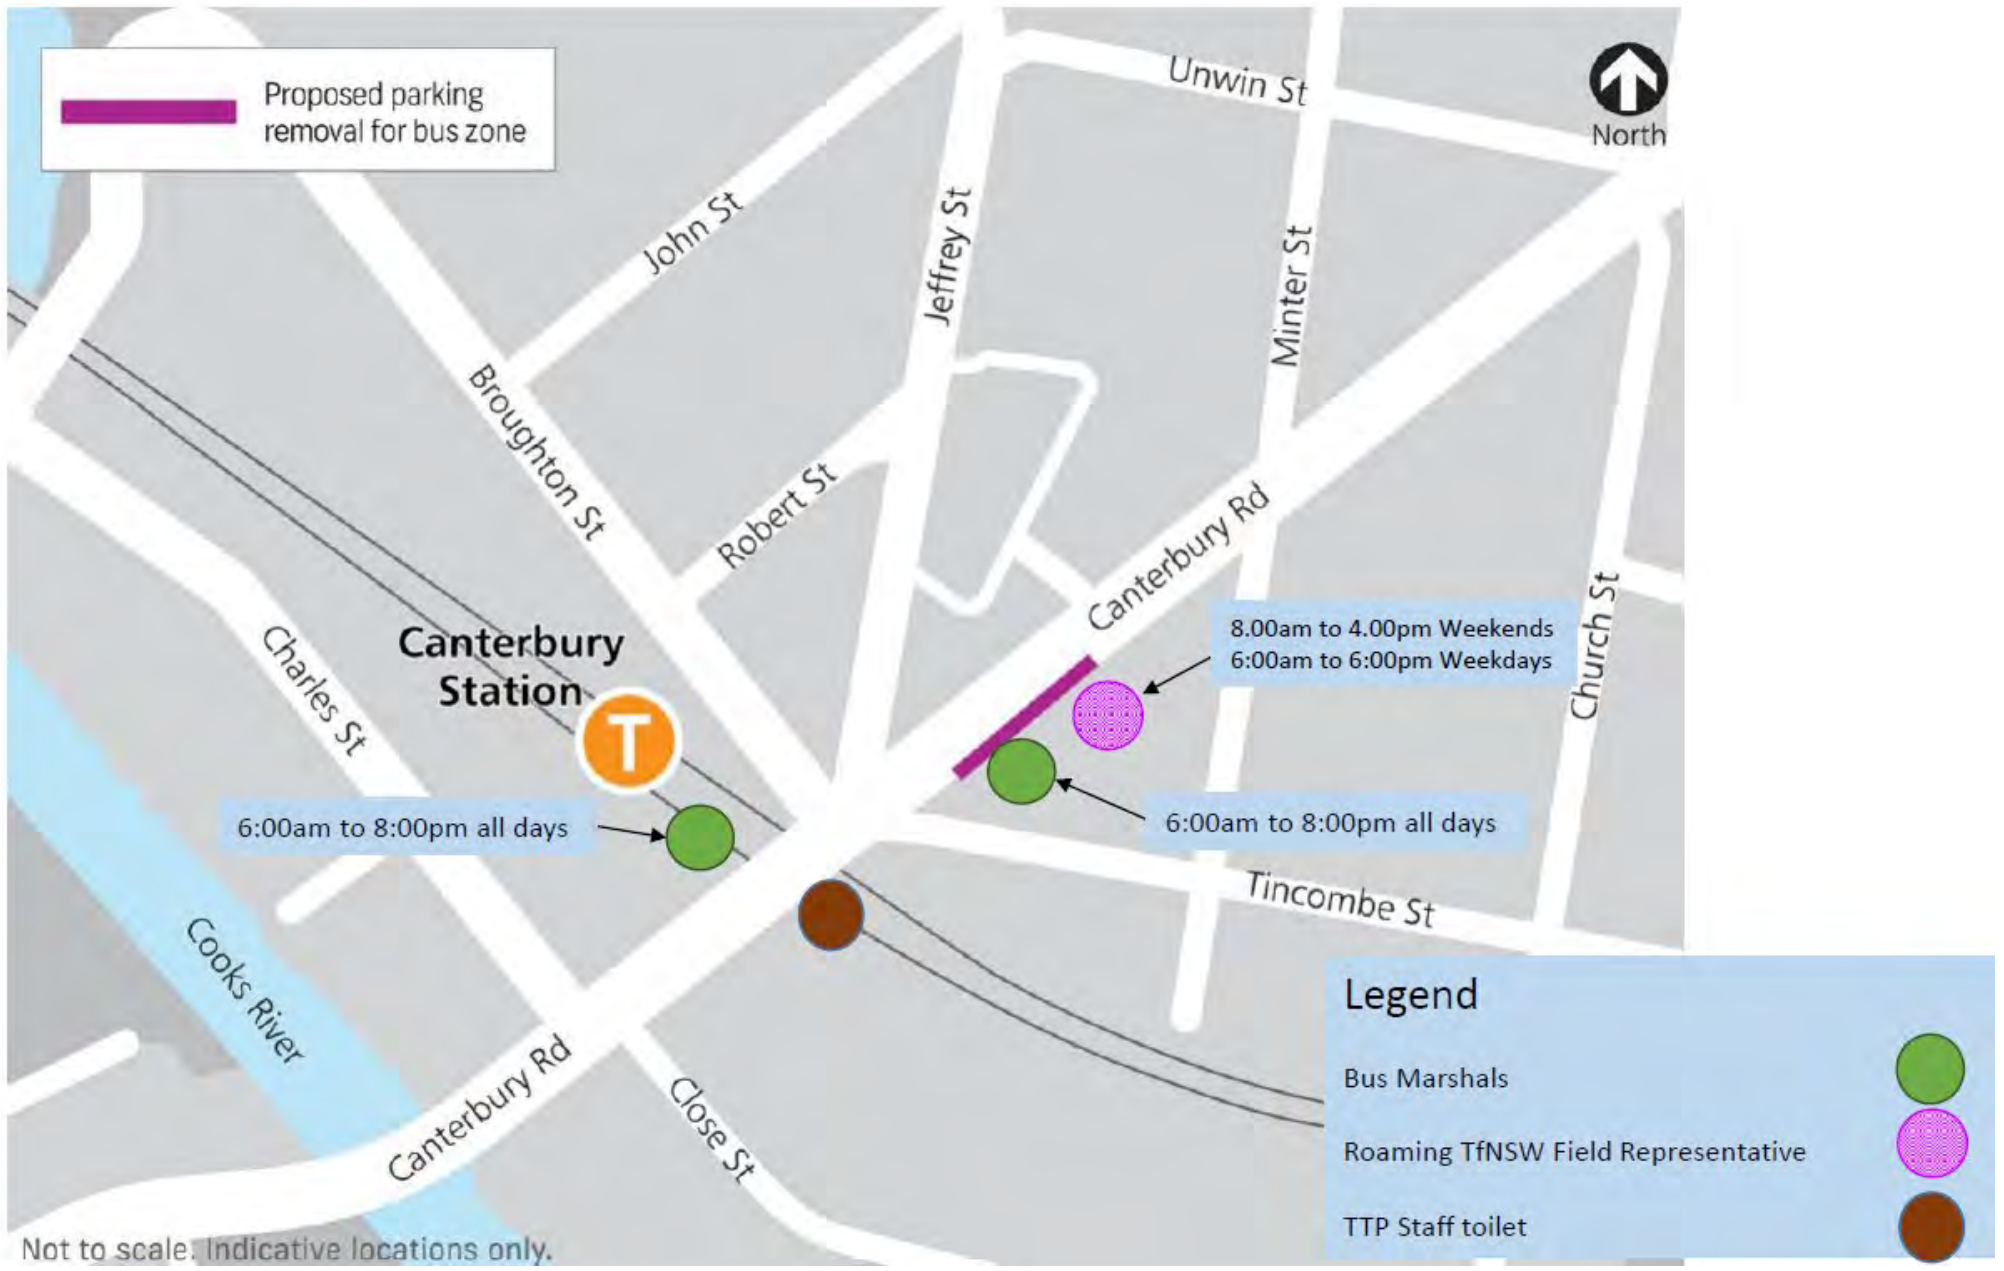 Proposed parking
removal for bus zone
Unwin St
North
John St
Jeffrey St
Minter St
Broughton St
Robert St
Canterbury Rd
Church St
8.00am to 4.00pm Weekends
6:00am to 6:00pm Weekdays
Canterbury
Station
T
Charles St
6:00am to 8:00pm all days
6:00am to 8:00pm all days
Tincombe St
Cooks River
Canterbury Rd
Close St
Legend
Bus Marshals
Roaming TfNSW Field Representative
TTP Staff toilet
Not to scale. Indicative locations only.